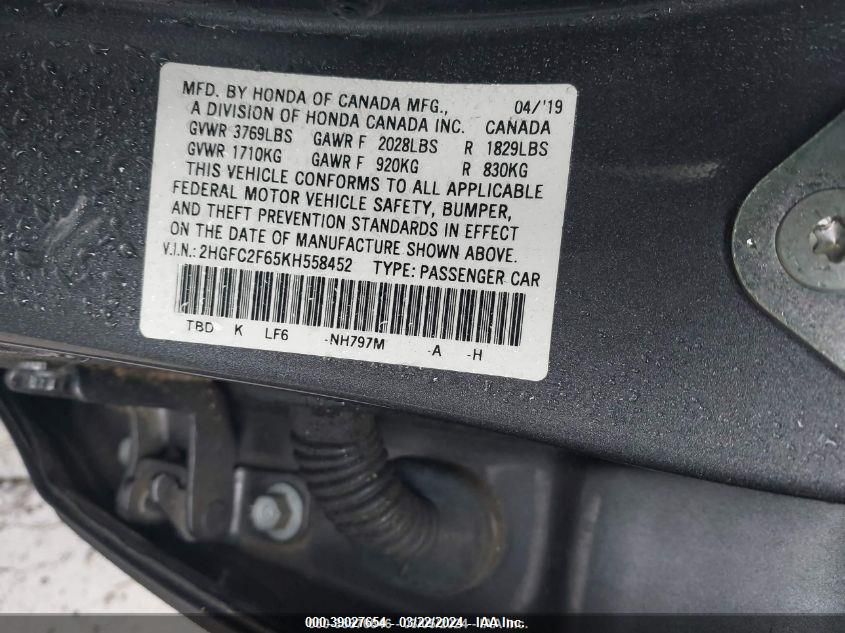 MFD. BY HONDA OF CANADA MFG., 04/'19
A DIVISION OF HONDA CANADA INC. CANADA
GVWR 3769LBS GAWR F 2028LBS R 1829LBS
GVWR 1710KG GAWR F 920KG R 830KG
THIS VEHICLE CONFORMS TO ALL APPLICABLE
FEDERAL MOTOR VEHICLE SAFETY, BUMPER,
AND THEFT PREVENTION STANDARDS IN EFFECT
ON THE DATE OF MANUFACTURE SHOWN ABOVE.
V.I.N.: 2HGFC2F65KH558452 TYPE: PASSENGER CAR
TBD K LF6 -NH797M -A -H
000-39027654 - 03/22/2024 - IAA Inc.